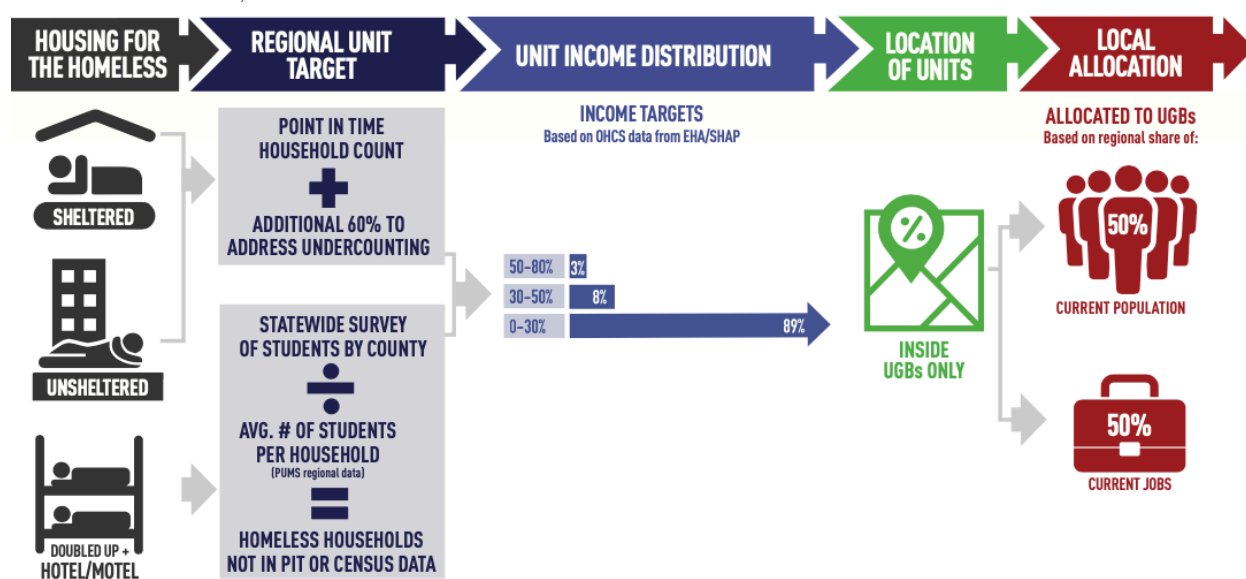 HOUSING FOR
THE HOMELESS
REGIONAL UNIT
TARGET
UNIT INCOME DISTRIBUTION
LOCATION
OF UNITS
LOCAL
ALLOCATION
SHELTERED
UNSHELTERED
DOUBLED UP +
HOTEL/MOTEL
POINT IN TIME
HOUSEHOLD COUNT
+
ADDITIONAL 60% TO
ADDRESS UNDERCOUNTING
STATEWIDE SURVEY
OF STUDENTS BY COUNTY
÷
AVG. # OF STUDENTS
PER HOUSEHOLD
(PUMS regional data)
=
HOMELESS HOUSEHOLDS
NOT IN PIT OR CENSUS DATA
INCOME TARGETS
Based on OHCS data from EHA/SHAP
50–80% 3%
30–50% 8%
0–30% 89%
%
INSIDE
UGBs ONLY
ALLOCATED TO UGBs
Based on regional share of:
50%
CURRENT POPULATION
50%
CURRENT JOBS